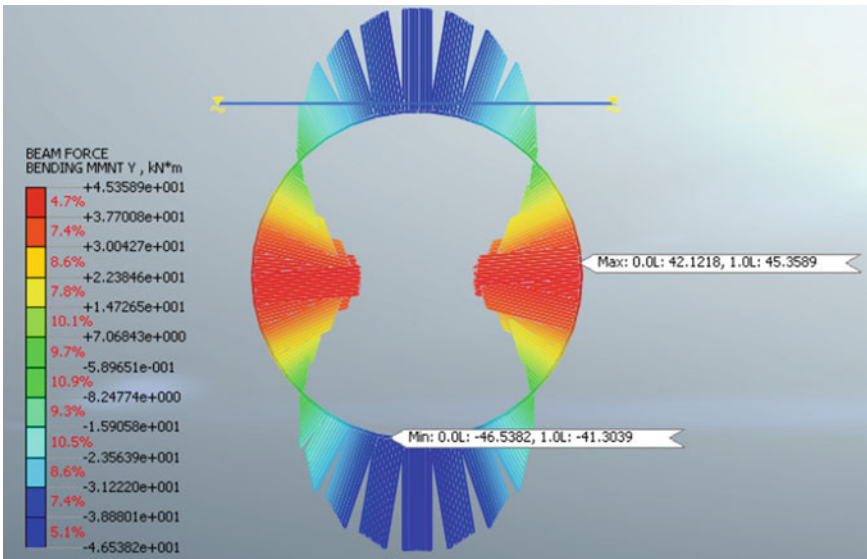 BEAM FORCE
BENDING MMNT Y , kN*m
+4.53589e+001
4.7%
+3.77008e+001
7.4%
+3.00427e+001
8.6%
+2.23846e+001
7.8%
+1.47265e+001
10.1%
+7.06843e+000
9.7%
-5.89651e-001
10.9%
-8.24774e+000
9.3%
-1.59058e+001
10.5%
-2.35639e+001
8.6%
-3.12220e+001
7.4%
-3.88801e+001
5.1%
-4.65382e+001
Max: 0.0L: 42.1218, 1.0L: 45.3589
Min: 0.0L: -46.5382, 1.0L: -41.3039